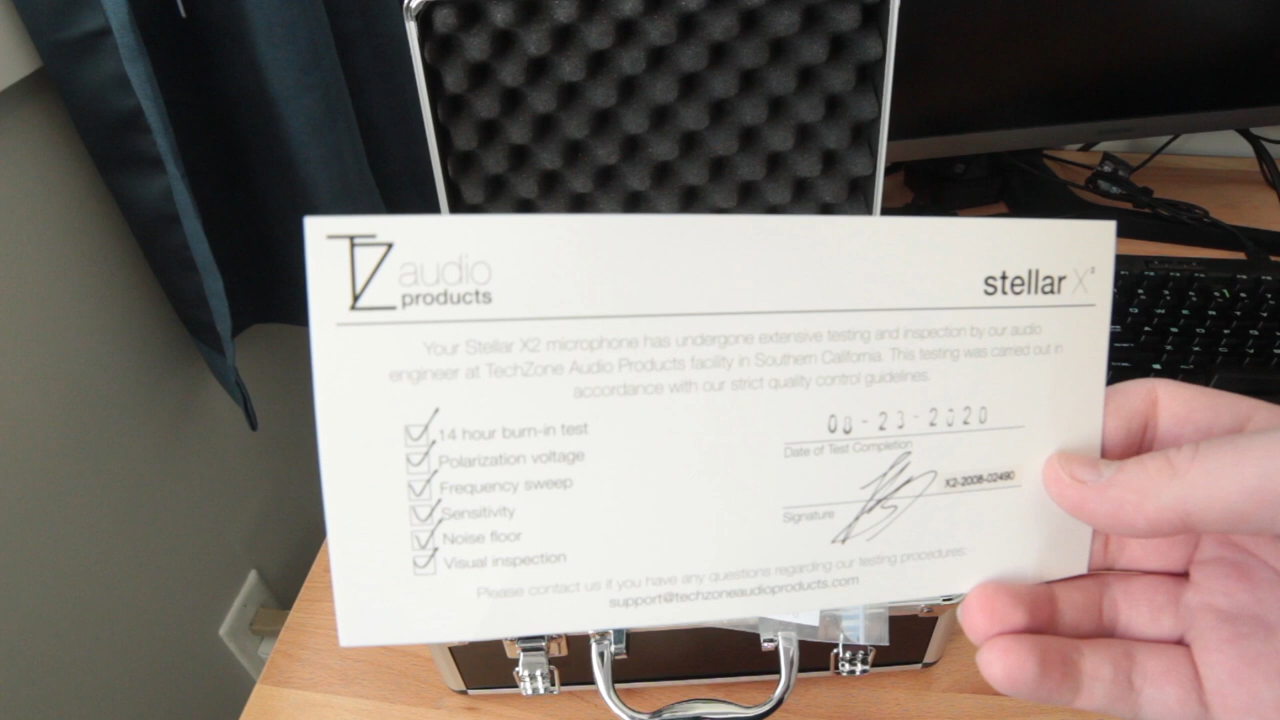 TZ audio
products
stellar X²
Your Stellar X2 microphone has undergone extensive testing and inspection by our audio
engineer at TechZone Audio Products facility in Southern California. This testing was carried out in
accordance with our strict quality control guidelines.
14 hour burn-in test
Polarization voltage
Frequency sweep
Sensitivity
Noise floor
Visual inspection
08-23-2020
Date of Test Completion
X2-2008-02490
Signature
Please contact us if you have any questions regarding our testing procedures:
support@techzoneaudioproducts.com